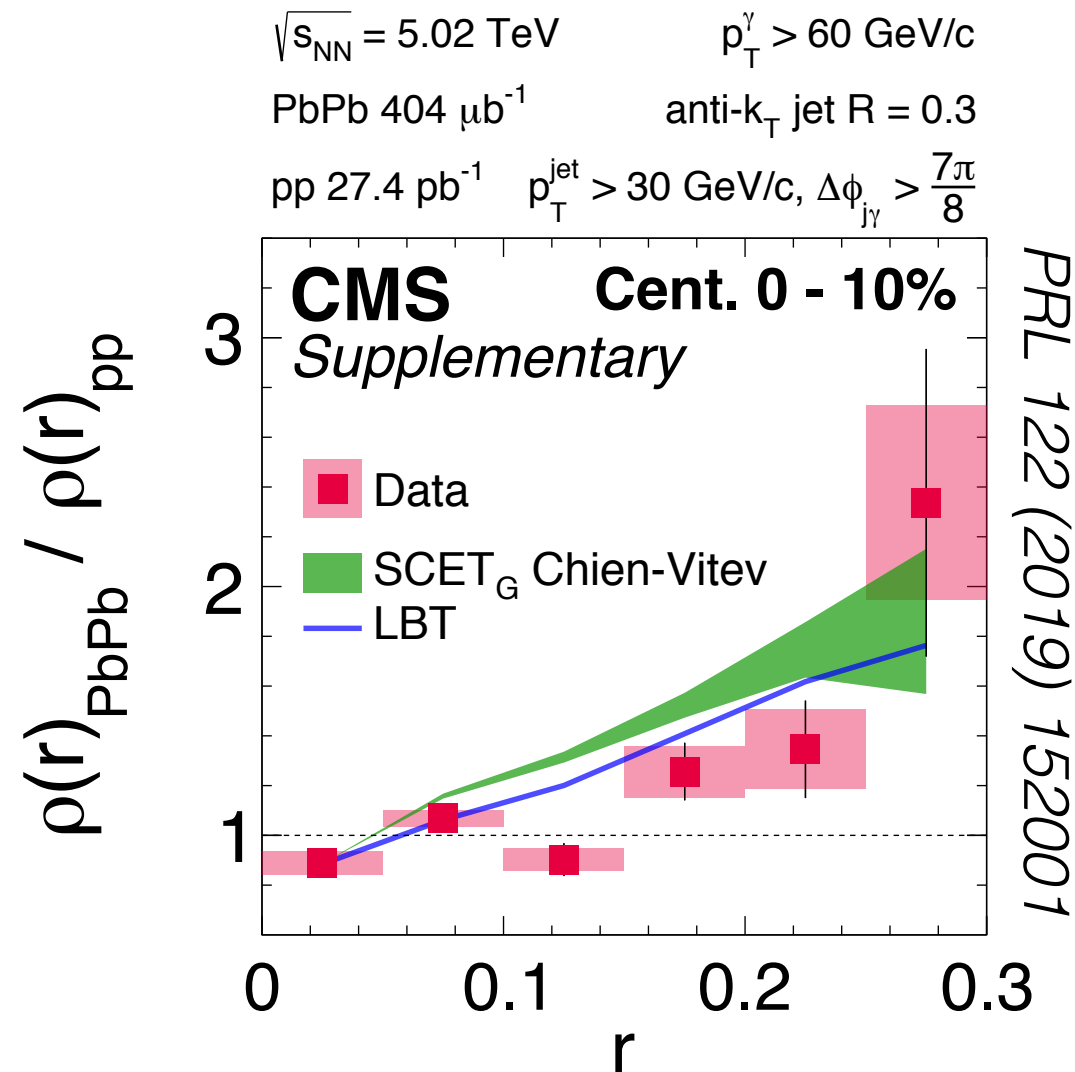 √s_NN = 5.02 TeV p_T^γ > 60 GeV/c
PbPb 404 μb^-1 anti-k_T jet R = 0.3
pp 27.4 pb^-1 p_T^jet > 30 GeV/c, Δϕ_jγ > 7π/8
CMS Cent. 0 - 10%
Supplementary
Data
SCET_G Chien-Vitev
LBT
3
2
1
0 0.1 0.2 0.3
r
ρ(r)_PbPb / ρ(r)_pp
PRL 122 (2019) 152001